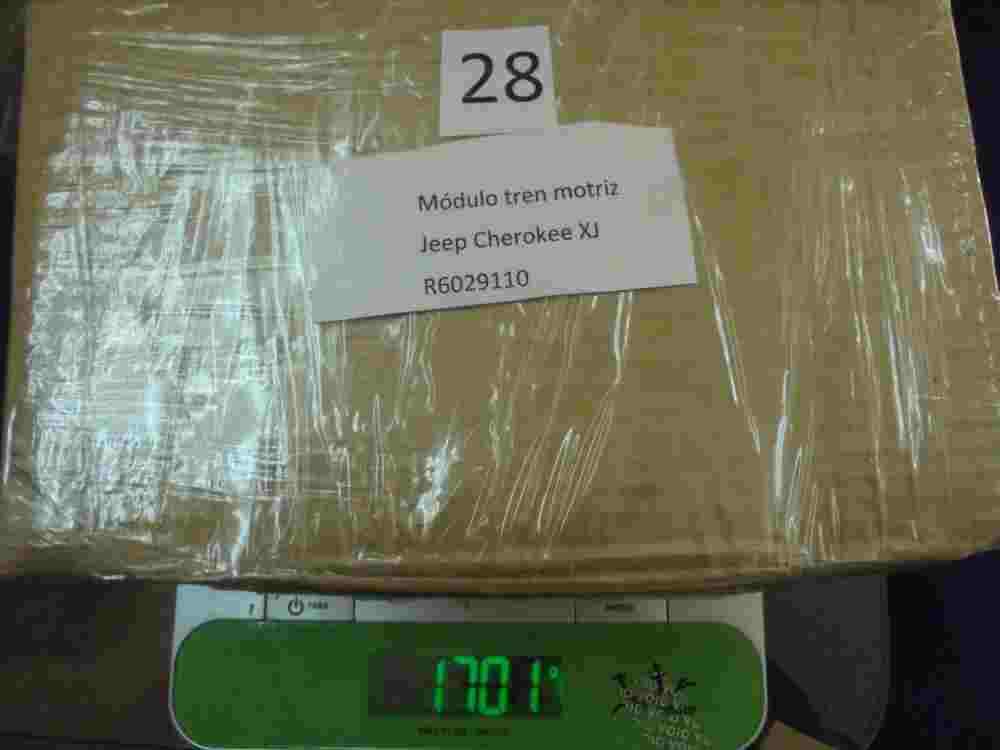 28
Módulo tren motriz
Jeep Cherokee XJ
R6029110
1701